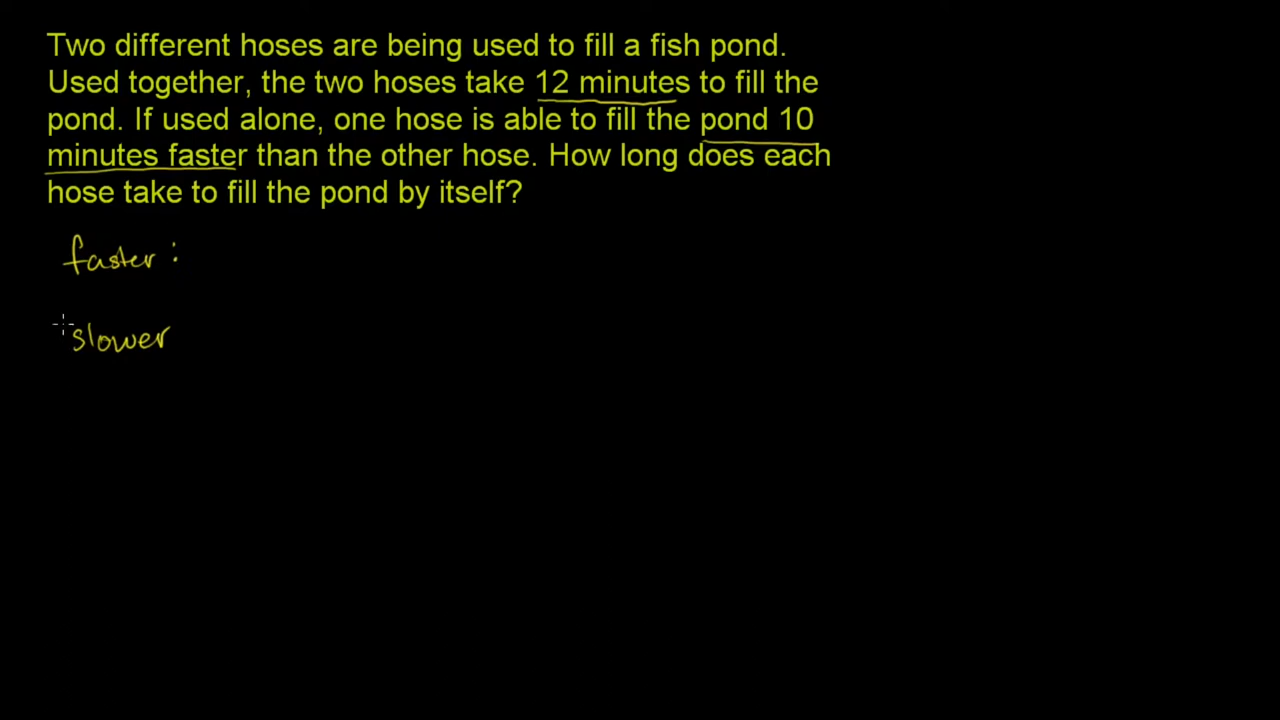 Two different hoses are being used to fill a fish pond.
Used together, the two hoses take 12 minutes to fill the
pond. If used alone, one hose is able to fill the pond 10
minutes faster than the other hose. How long does each
hose take to fill the pond by itself?
faster :
slower